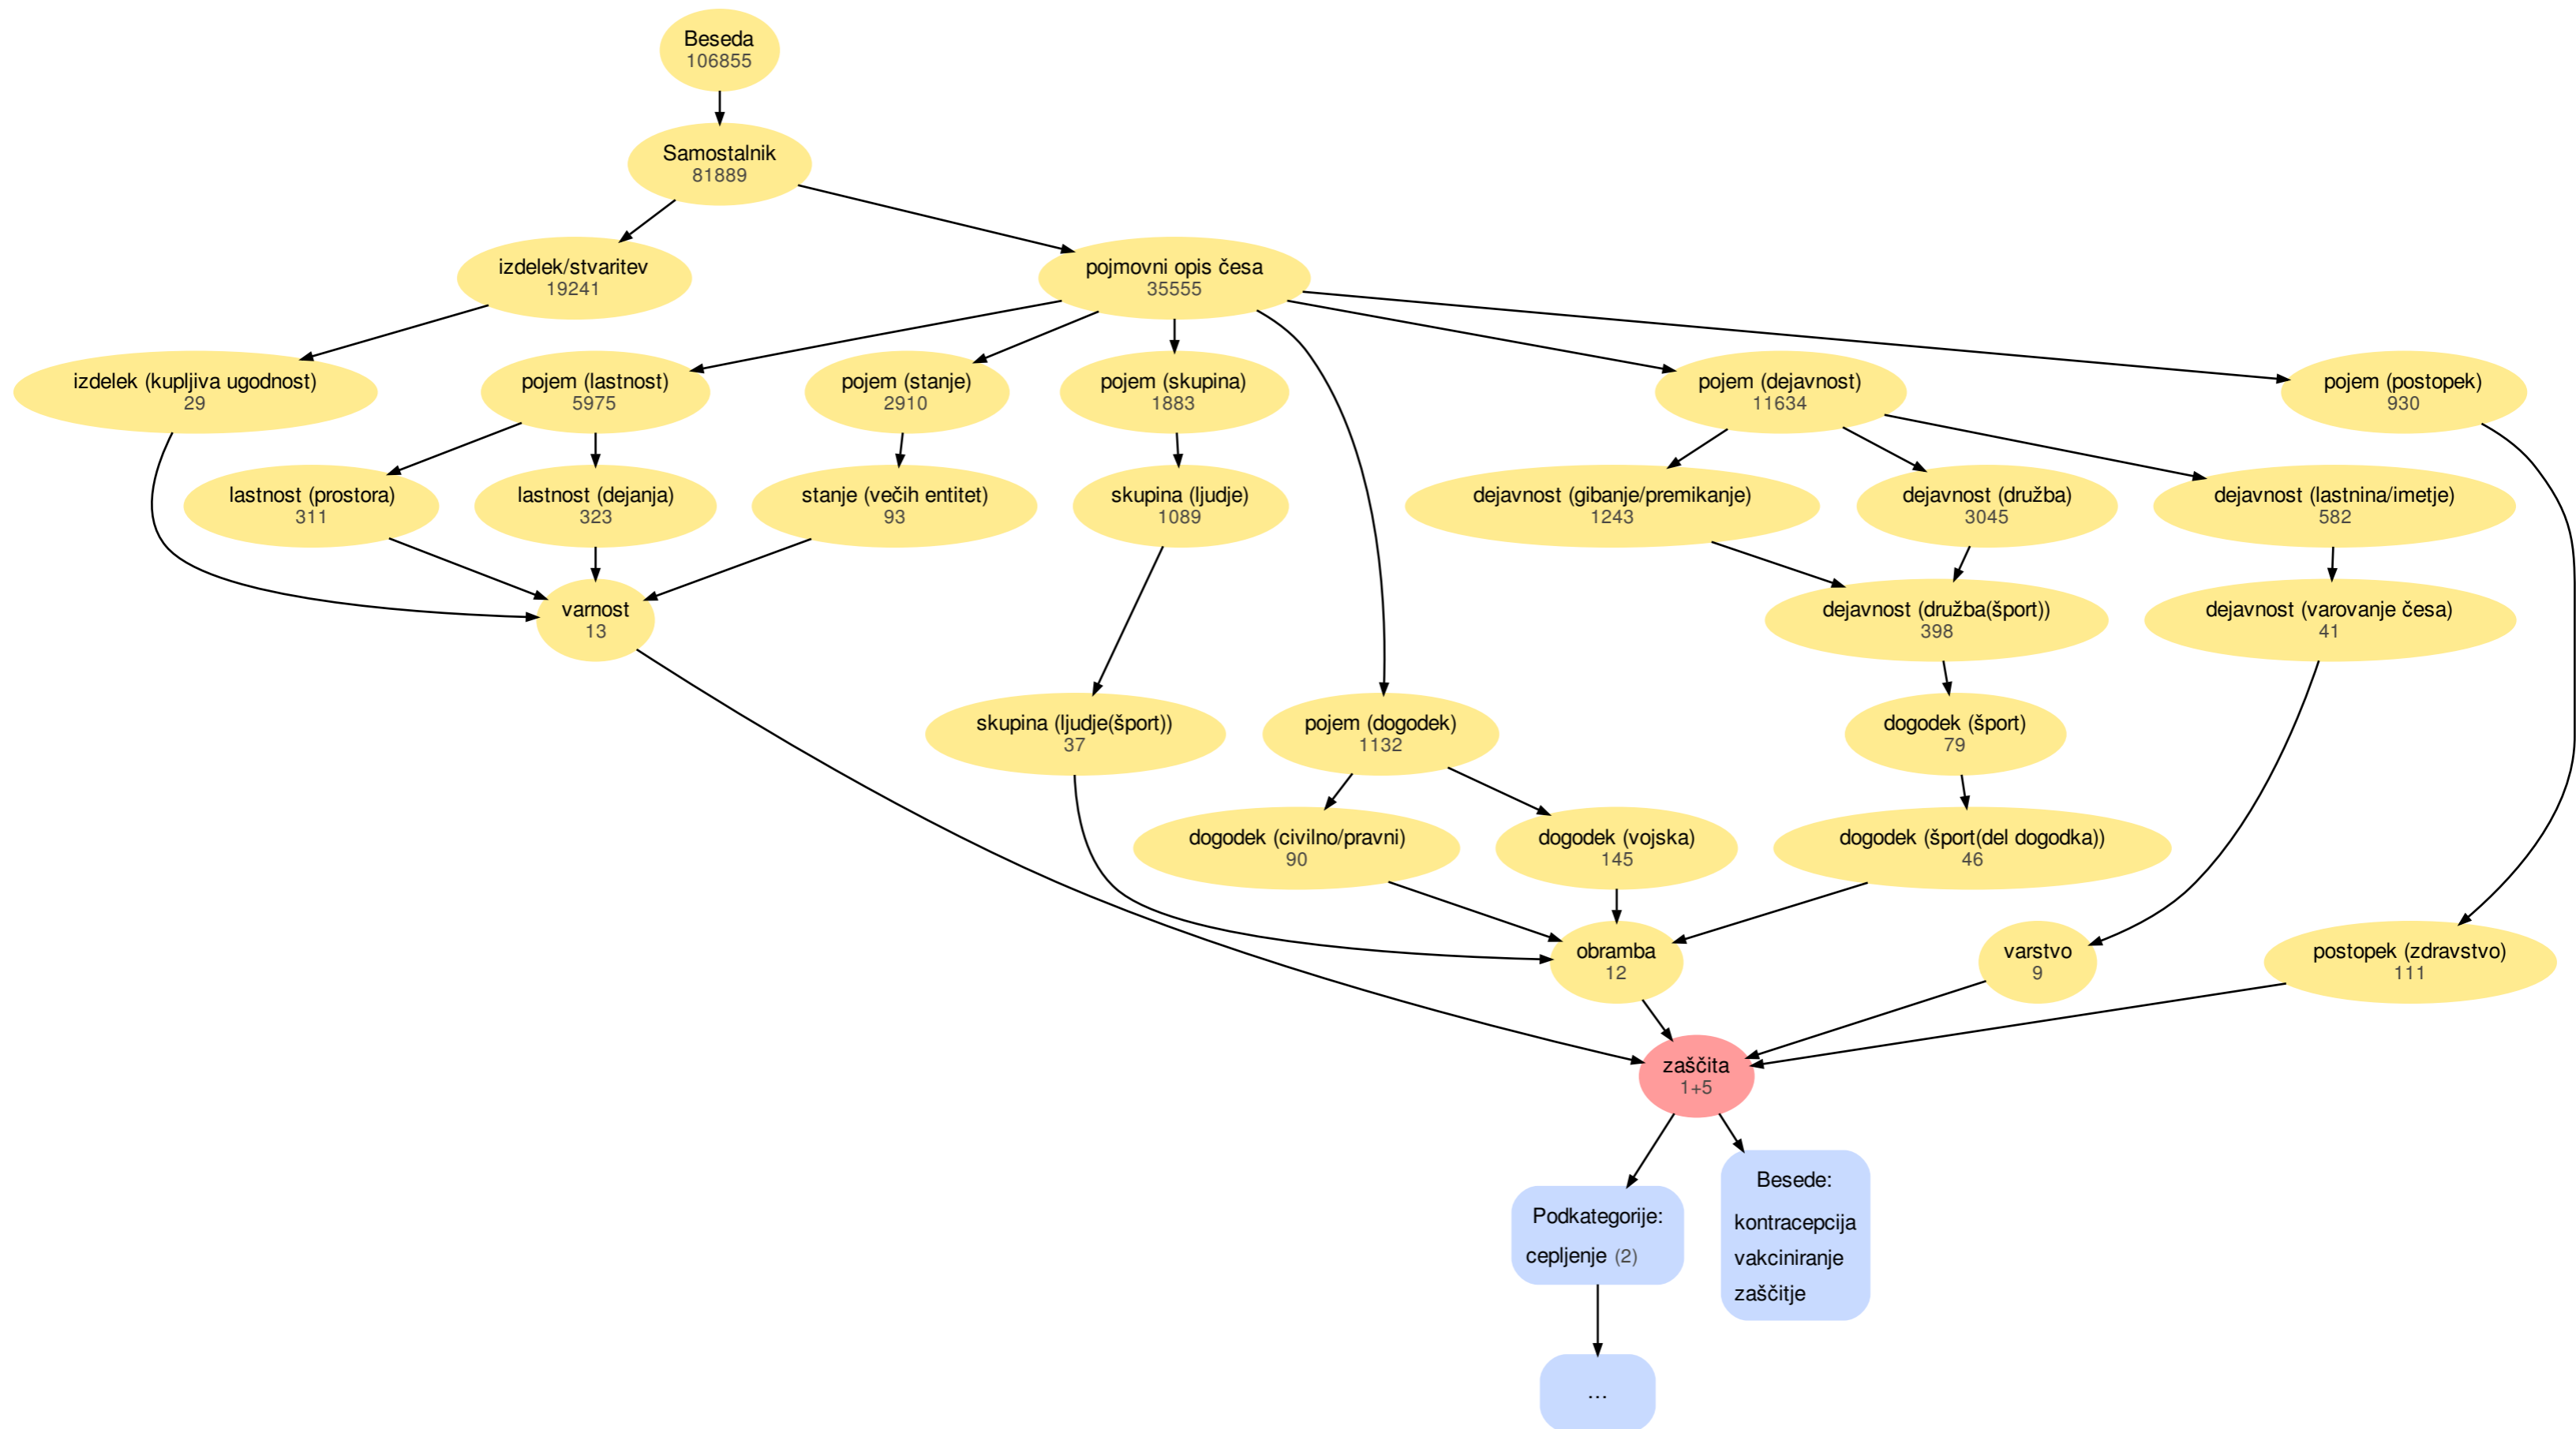 Beseda
106855
Samostalnik
81889
izdelek/stvaritev
19241
pojmovni opis česa
35555
izdelek (kupljiva ugodnost)
29
pojem (lastnost)
5975
pojem (stanje)
2910
pojem (skupina)
1883
pojem (dejavnost)
11634
pojem (postopek)
930
lastnost (prostora)
311
lastnost (dejanja)
323
stanje (večih entitet)
93
skupina (ljudje)
1089
dejavnost (gibanje/premikanje)
1243
dejavnost (družba)
3045
dejavnost (lastnina/imetje)
582
varnost
13
dejavnost (družba(šport))
398
dejavnost (varovanje česa)
41
skupina (ljudje(šport))
37
pojem (dogodek)
1132
dogodek (šport)
79
dogodek (civilno/pravni)
90
dogodek (vojska)
145
dogodek (šport(del dogodka))
46
obramba
12
varstvo
9
postopek (zdravstvo)
111
zaščita
1+5
Podkategorije:
cepljenje (2)
Besede:
kontracepcija
vakciniranje
zaščitje
...